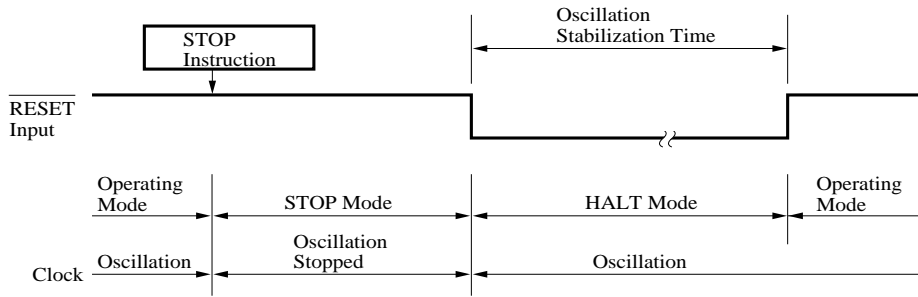 Oscillation
Stabilization Time
STOP
Instruction
RESET
Input
Operating
Mode
STOP Mode
HALT Mode
Operating
Mode
Clock
Oscillation
Oscillation
Stopped
Oscillation